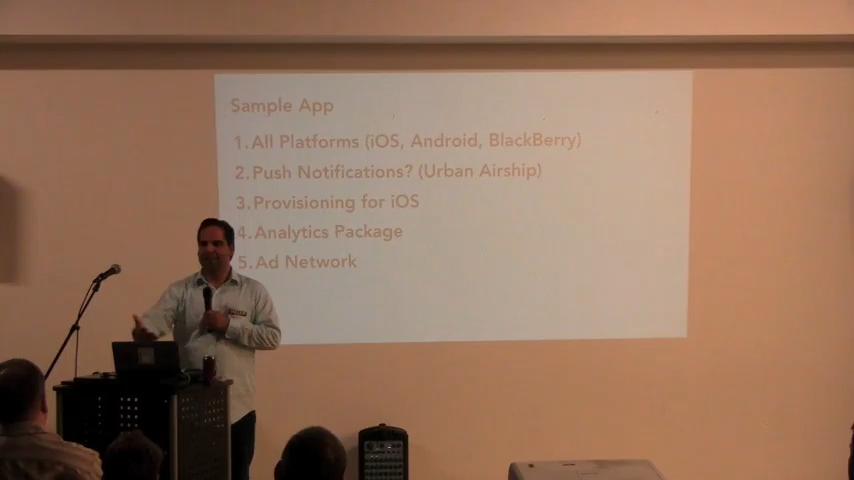 Sample App
1. All Platforms (iOS, Android, BlackBerry)
2. Push Notifications? (Urban Airship)
3. Provisioning for iOS
4. Analytics Package
5. Ad Network